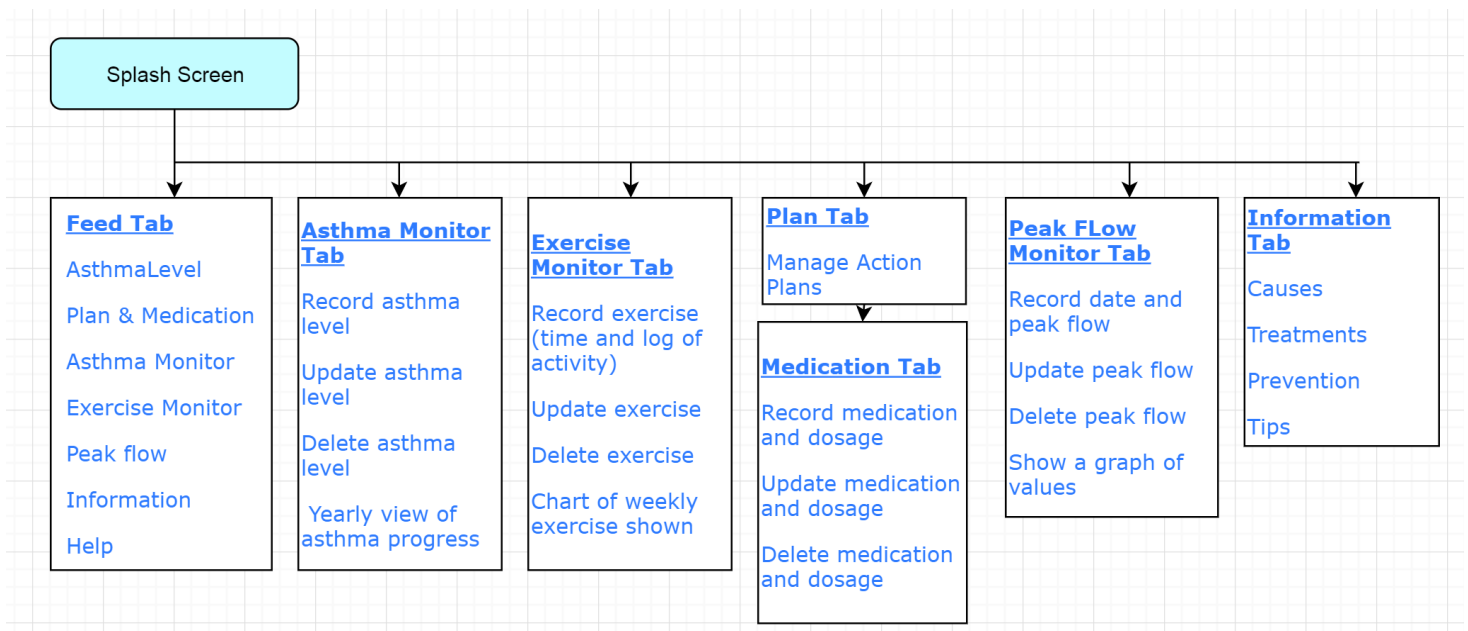 Splash Screen
Feed Tab
AsthmaLevel
Plan & Medication
Asthma Monitor
Exercise Monitor
Peak flow
Information
Help
Asthma Monitor
Tab
Record asthma
level
Update asthma
level
Delete asthma
level
Yearly view of
asthma progress
Exercise
Monitor Tab
Record exercise
(time and log of
activity)
Update exercise
Delete exercise
Chart of weekly
exercise shown
Plan Tab
Manage Action
Plans
Medication Tab
Record medication
and dosage
Update medication
and dosage
Delete medication
and dosage
Peak FLow
Monitor Tab
Record date and
peak flow
Update peak flow
Delete peak flow
Show a graph of
values
Information
Tab
Causes
Treatments
Prevention
Tips